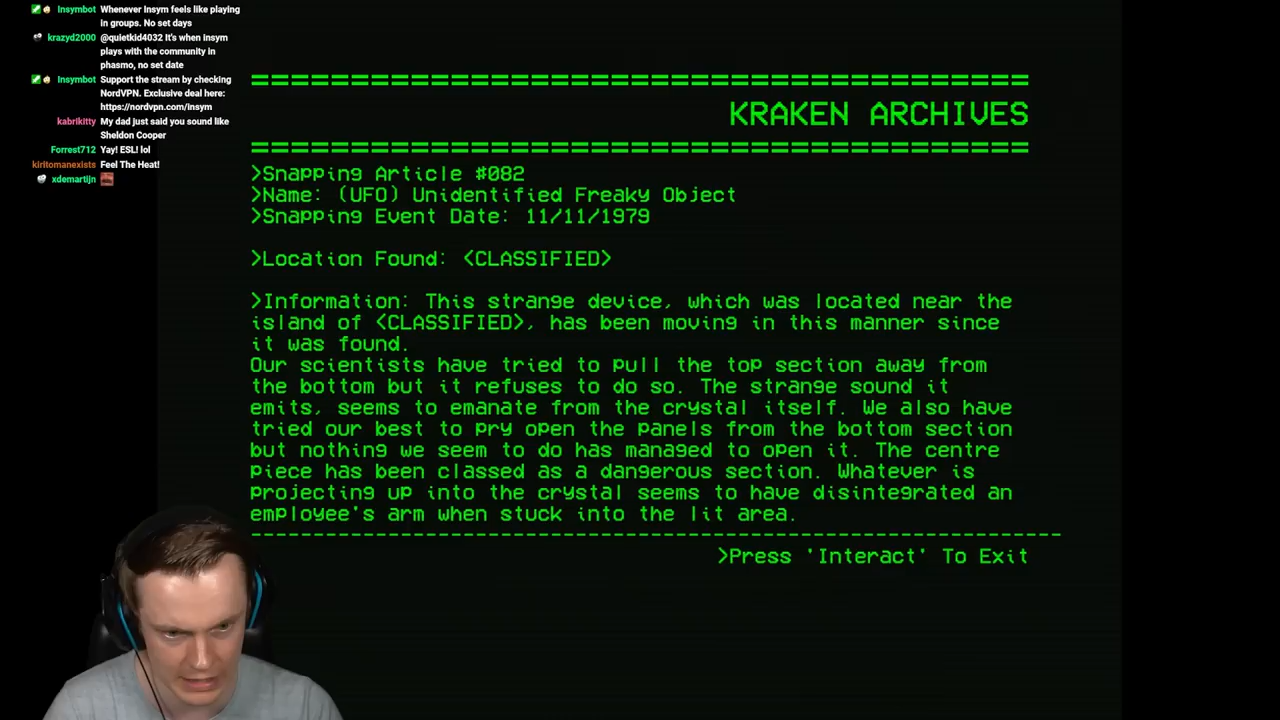 Insymbot Whenever Insym feels like playing
in groups. No set days
krazyd2000 @quietkid4032 It's when insym
plays with the community in
phasmo, no set date
Insymbot Support the stream by checking
NordVPN. Exclusive deal here:
https://nordvpn.com/insym
kabrikitty My dad just said you sound like
Sheldon Cooper
Forrest712 Yay! ESL! lol
kiritomanexists Feel The Heat!
xdemartijn
=======================================
KRAKEN ARCHIVES
=======================================
>Snapping Article #082
>Name: (UFO) Unidentified Freaky Object
>Snapping Event Date: 11/11/1979
>Location Found: <CLASSIFIED>
>Information: This strange device, which was located near the
island of <CLASSIFIED>, has been moving in this manner since
it was found.
Our scientists have tried to pull the top section away from
the bottom but it refuses to do so. The strange sound it
emits, seems to emanate from the crystal itself. We also have
tried our best to pry open the panels from the bottom section
but nothing we seem to do has managed to open it. The centre
piece has been classed as a dangerous section. Whatever is
projecting up into the crystal seems to have disintegrated an
employee's arm when stuck into the lit area.
-----------------------------------------------------------------
>Press 'Interact' To Exit